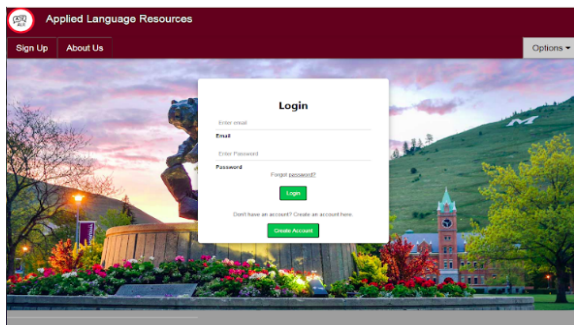 Applied Language Resources
Sign Up About Us Options
Login
Enter email
Email
Enter Password
Password
Forgot password?
Login
Don't have an account? Create an account here.
Create Account
M